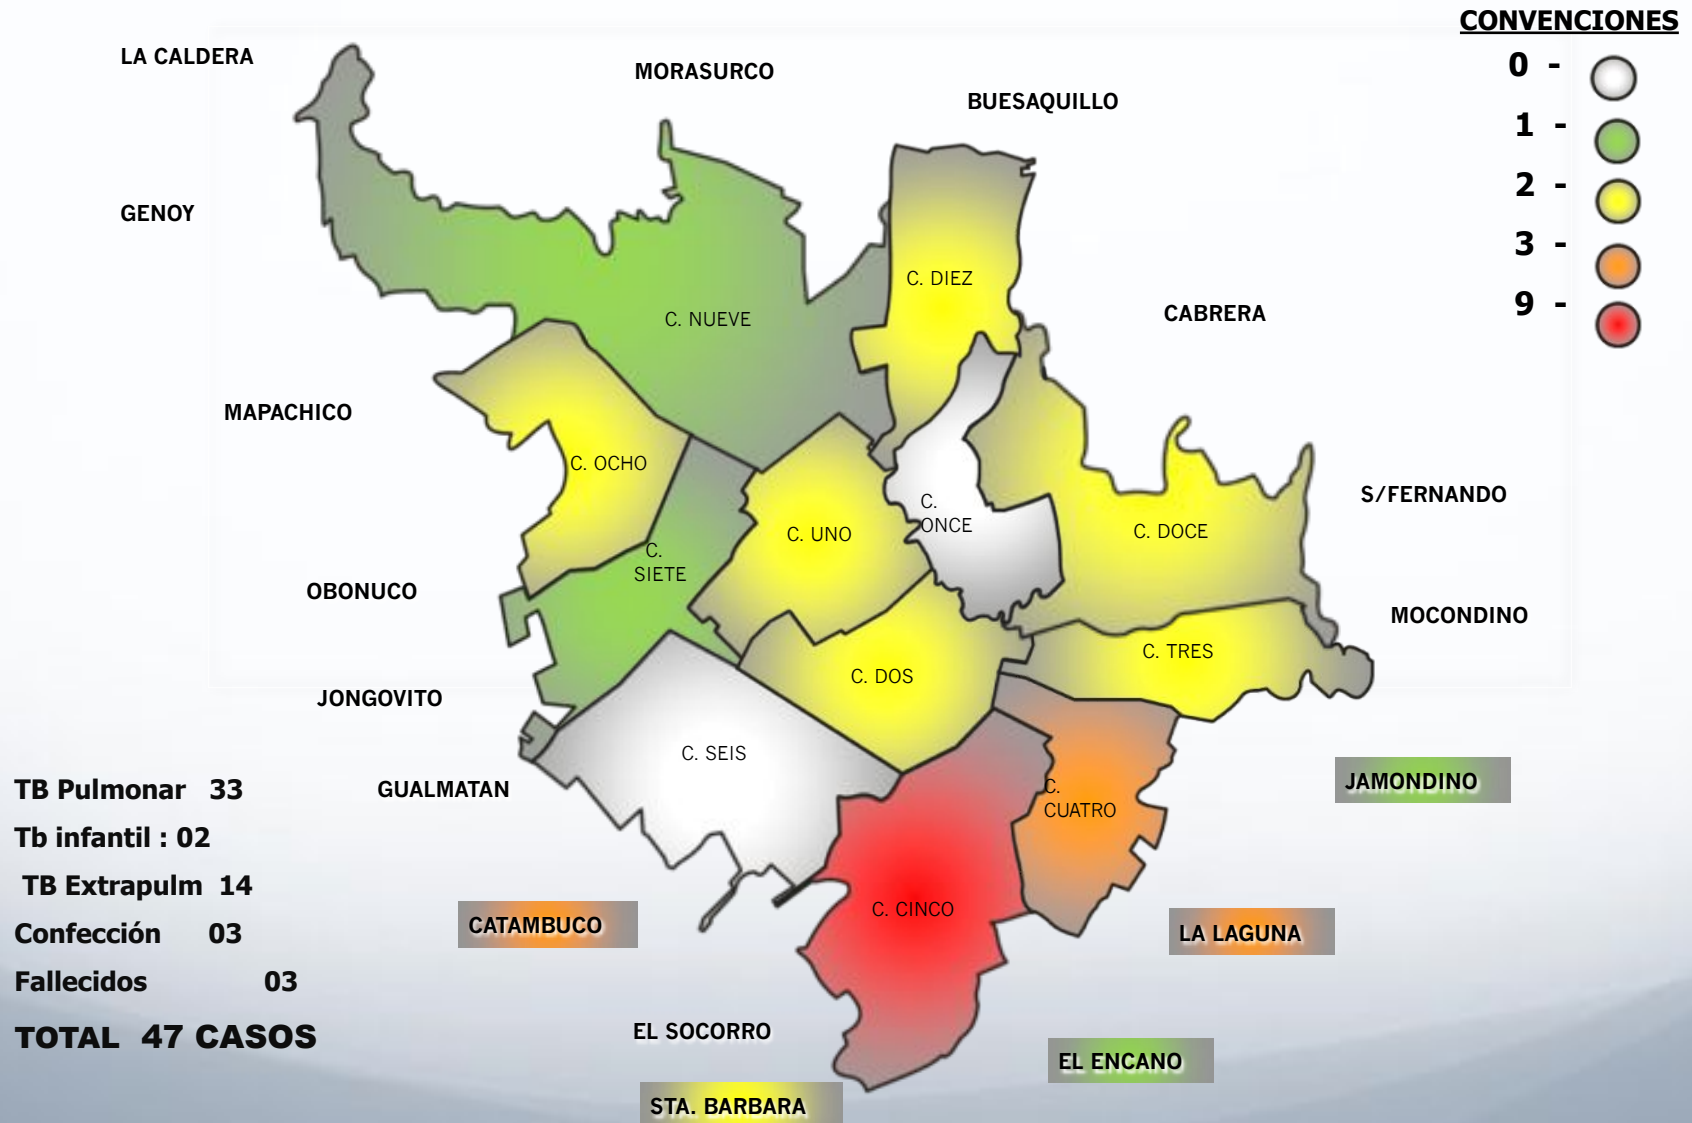 CONVENCIONES
0 -
1 -
2 -
3 -
9 -
LA CALDERA
MORASURCO
BUESAQUILLO
GENOY
C. DIEZ
C. NUEVE
CABRERA
MAPACHICO
C. OCHO
S/FERNANDO
C.
ONCE
C. UNO
C. DOCE
C.
SIETE
OBONUCO
MOCONDINO
C. TRES
C. DOS
JONGOVITO
C. SEIS
GUALMATAN
JAMONDINO
C.
CUATRO
TB Pulmonar 33
Tb infantil : 02
TB Extrapulm 14
Confección 03
Fallecidos 03
TOTAL 47 CASOS
C. CINCO
CATAMBUCO
LA LAGUNA
EL SOCORRO
EL ENCANO
STA. BARBARA